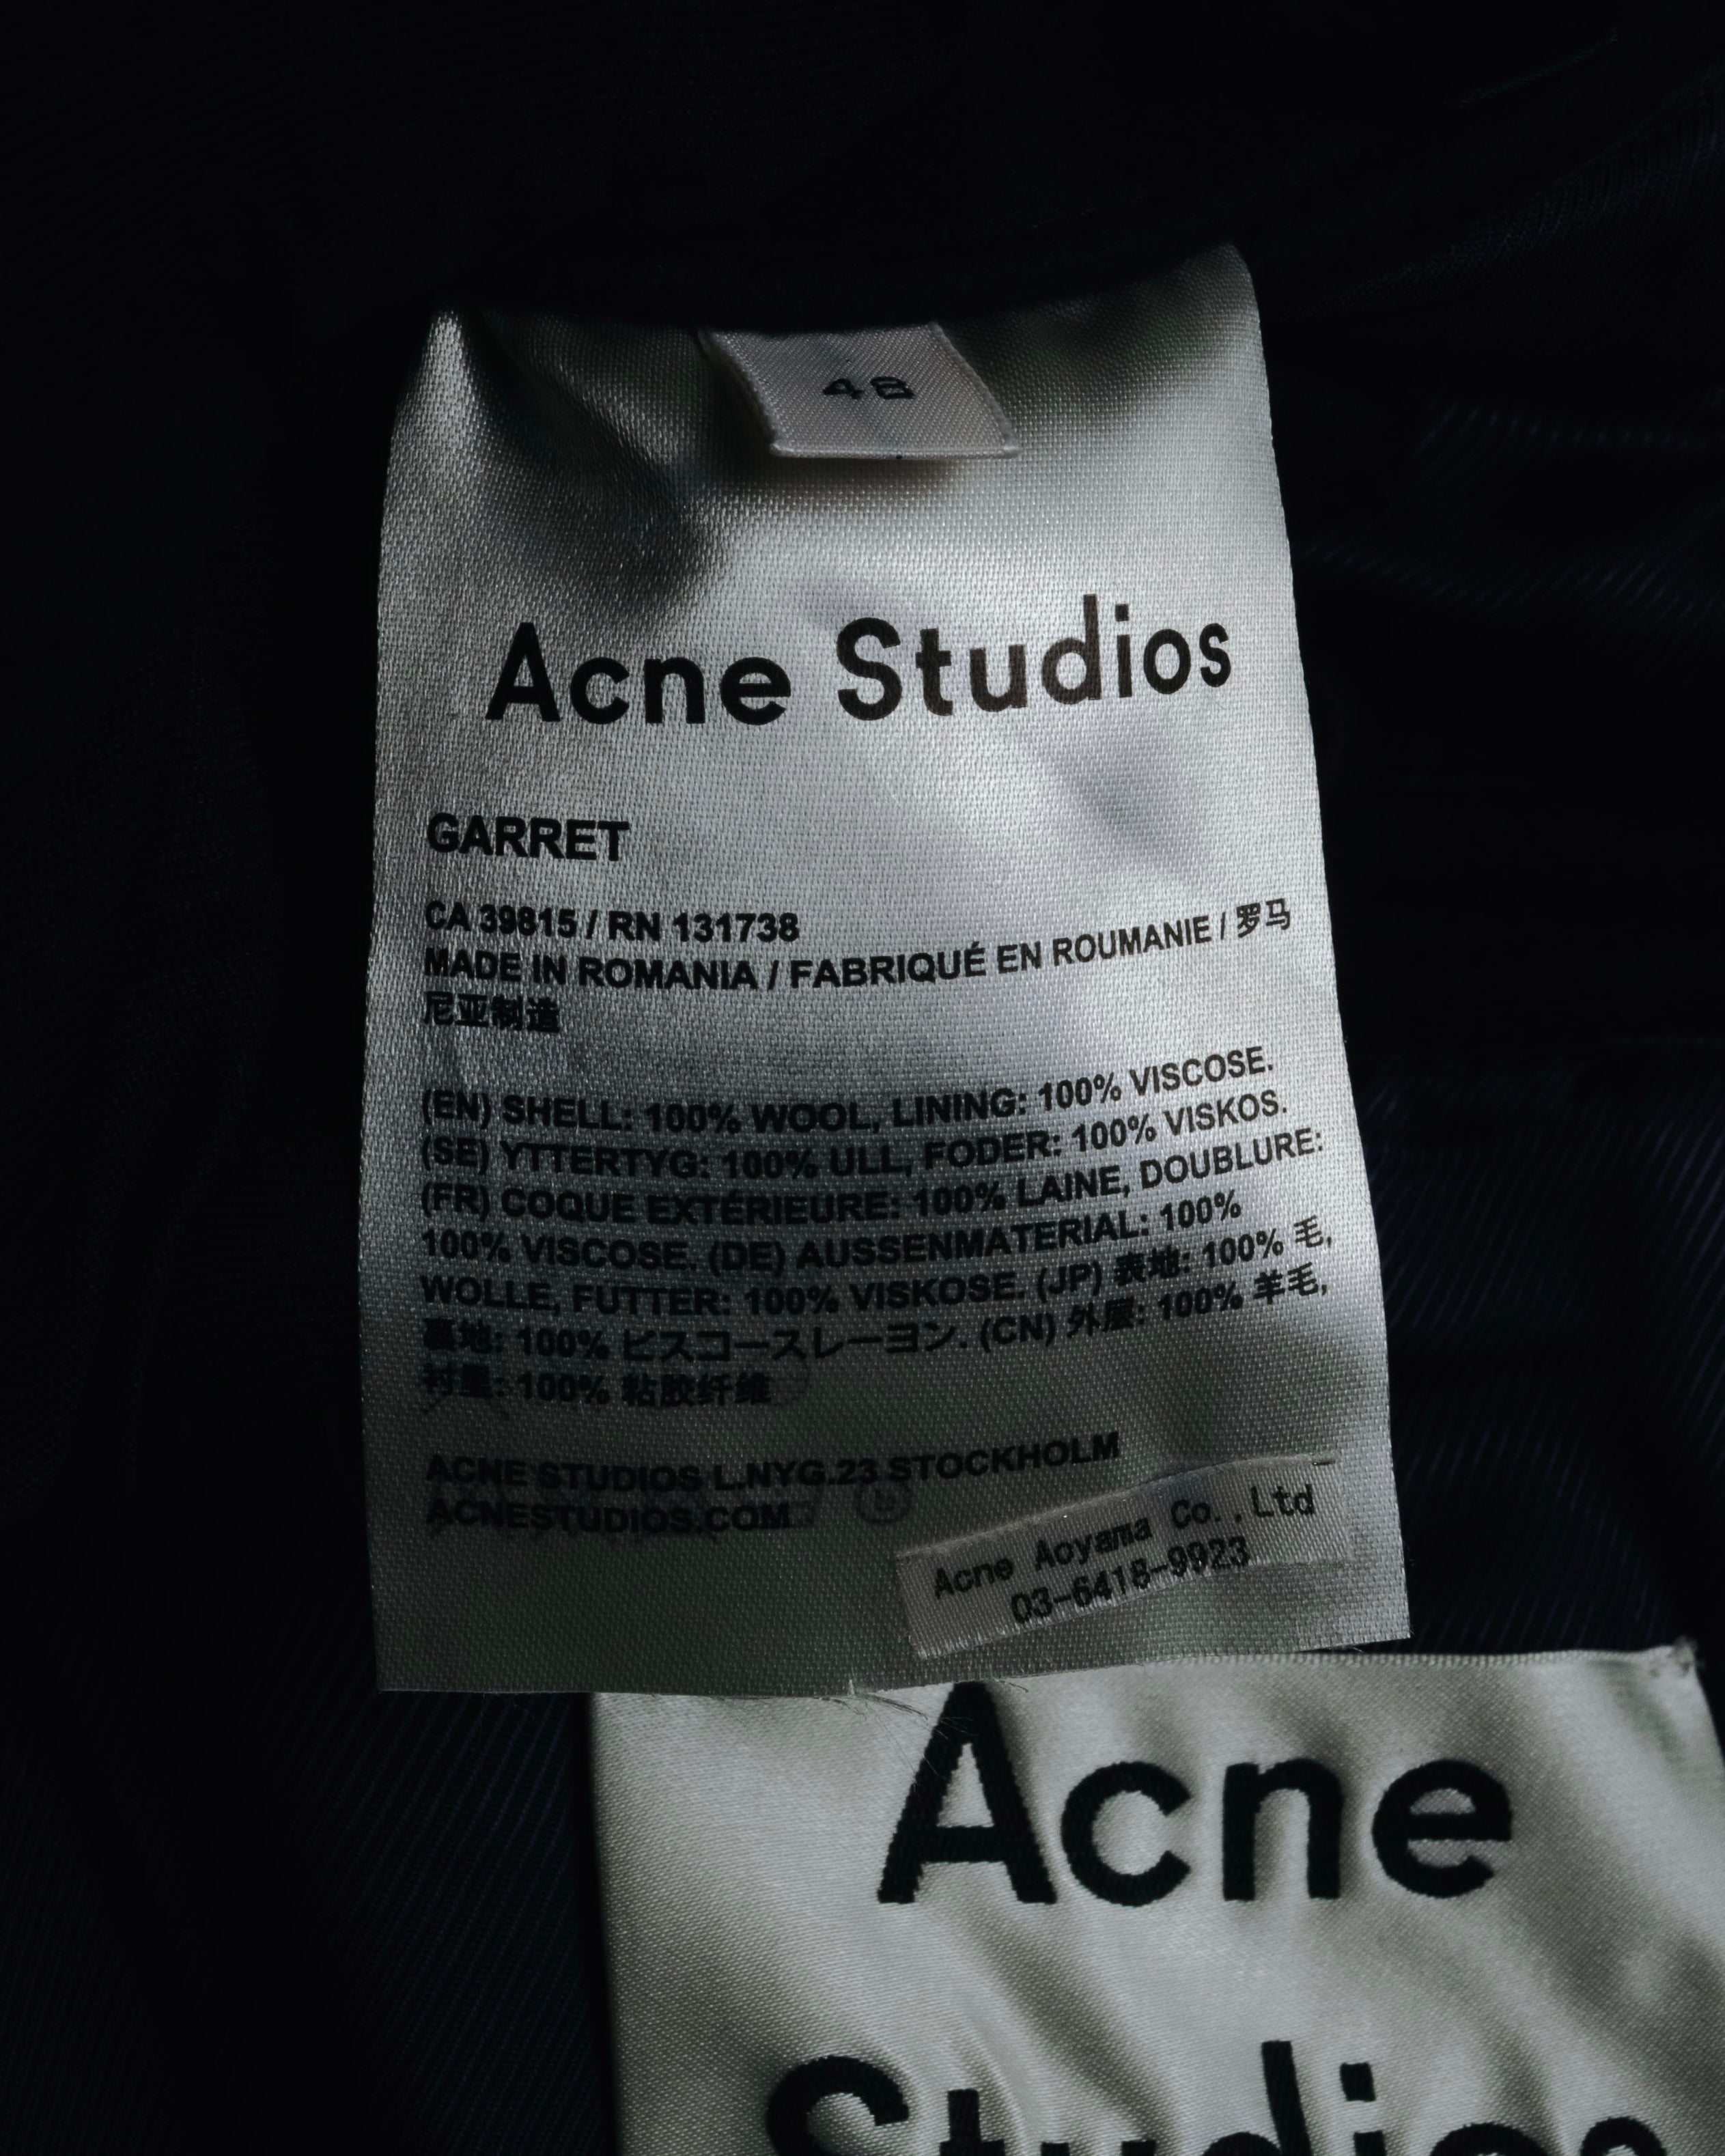 48
Acne Studios
GARRET
CA 39815 / RN 131738
MADE IN ROMANIA / FABRIQUÉ EN ROUMANIE / 罗马
尼亚制造
(EN) SHELL: 100% WOOL, LINING: 100% VISCOSE.
(SE) YTTERTYG: 100% ULL, FODER: 100% VISKOS.
(FR) COQUE EXTÉRIEURE: 100% LAINE, DOUBLURE:
100% VISCOSE. (DE) AUSSENMATERIAL: 100%
WOLLE, FUTTER: 100% VISKOSE. (JP) 表地: 100% 毛,
裏地: 100% ビスコースレーヨン. (CN) 外层: 100% 羊毛,
衬里: 100% 粘胶纤维
ACNE STUDIOS L.NYG.23 STOCKHOLM
ACNESTUDIOS.COM
Acne Aoyama Co.,Ltd
03-6418-9923
Acne
Studios